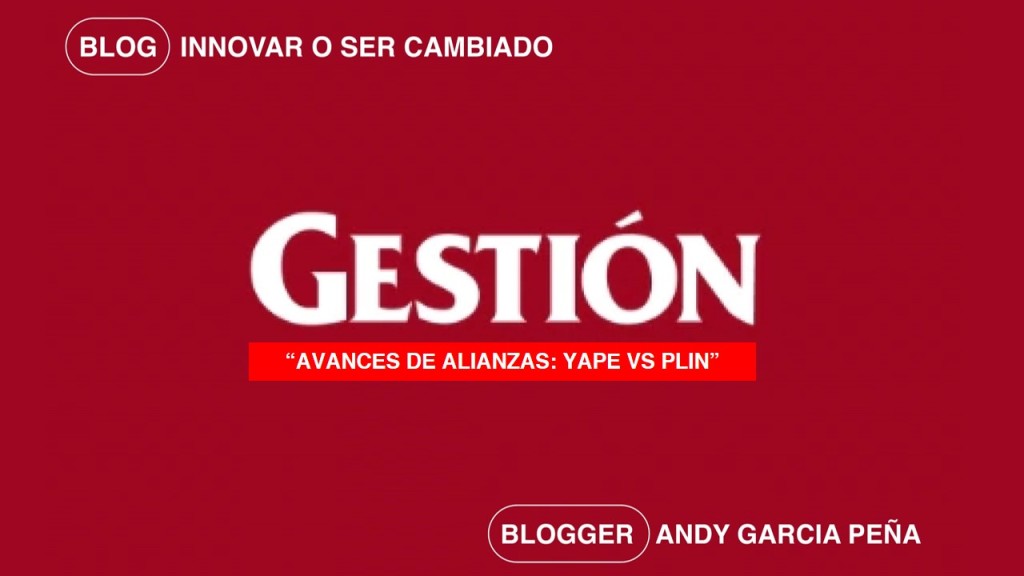 BLOG INNOVAR O SER CAMBIADO
GESTIÓN
“AVANCES DE ALIANZAS: YAPE VS PLIN”
BLOGGER ANDY GARCIA PEÑA